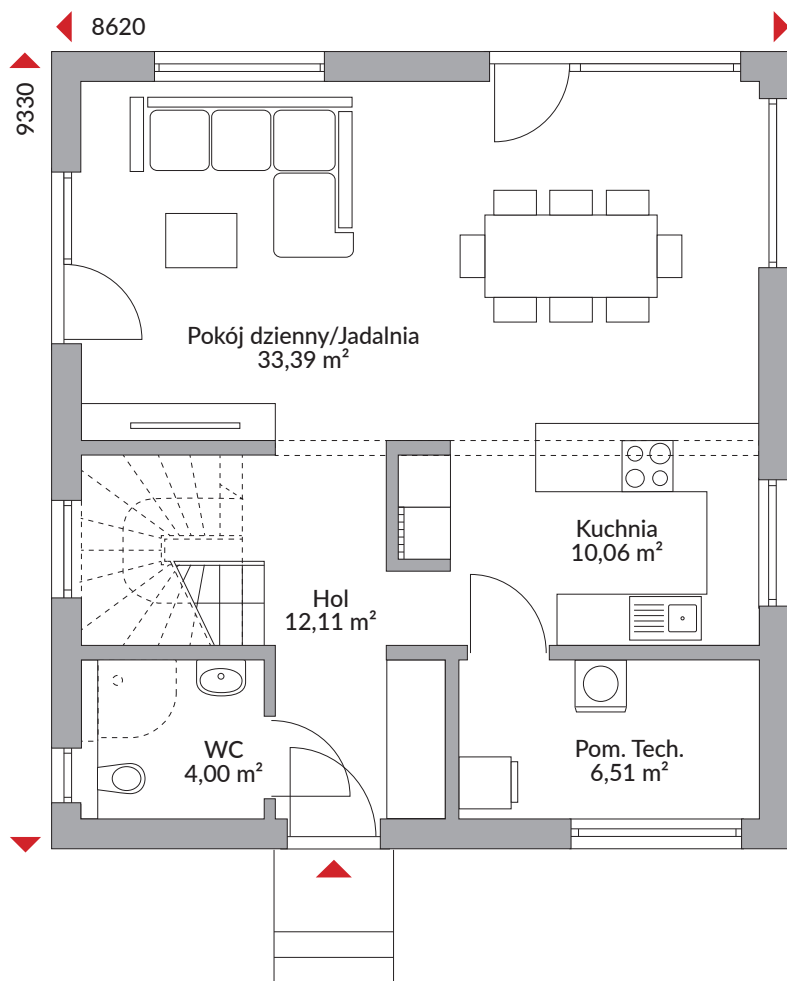 8620
9330
Pokój dzienny/Jadalnia
33,39 m²
Kuchnia
10,06 m²
Hol
12,11 m²
WC
4,00 m²
Pom. Tech.
6,51 m²